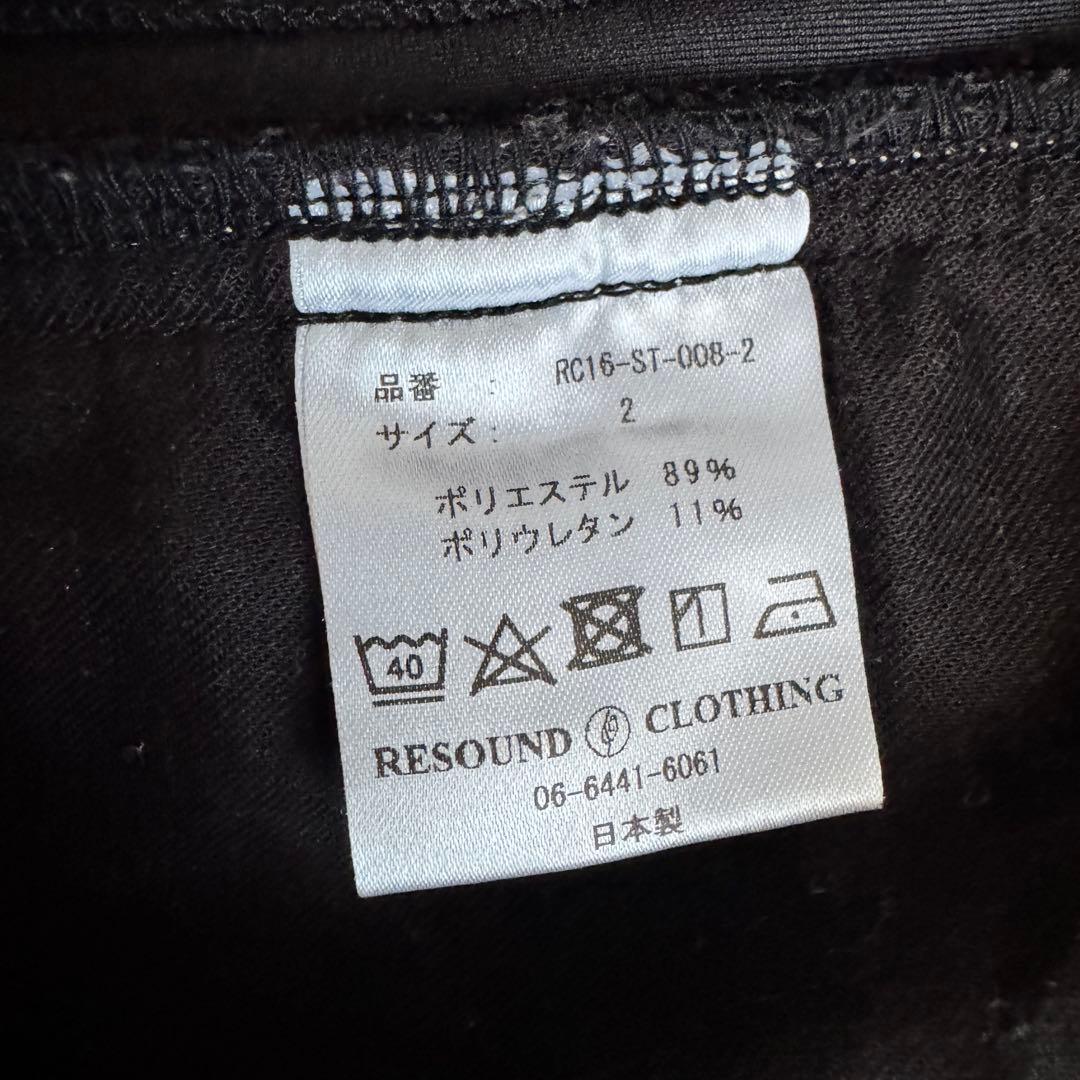 品番 : RC16-ST-008-2
サイズ: 2
ポリエステル 89%
ポリウレタン 11%
40
RESOUND CLOTHING
06-6441-6061
日本製